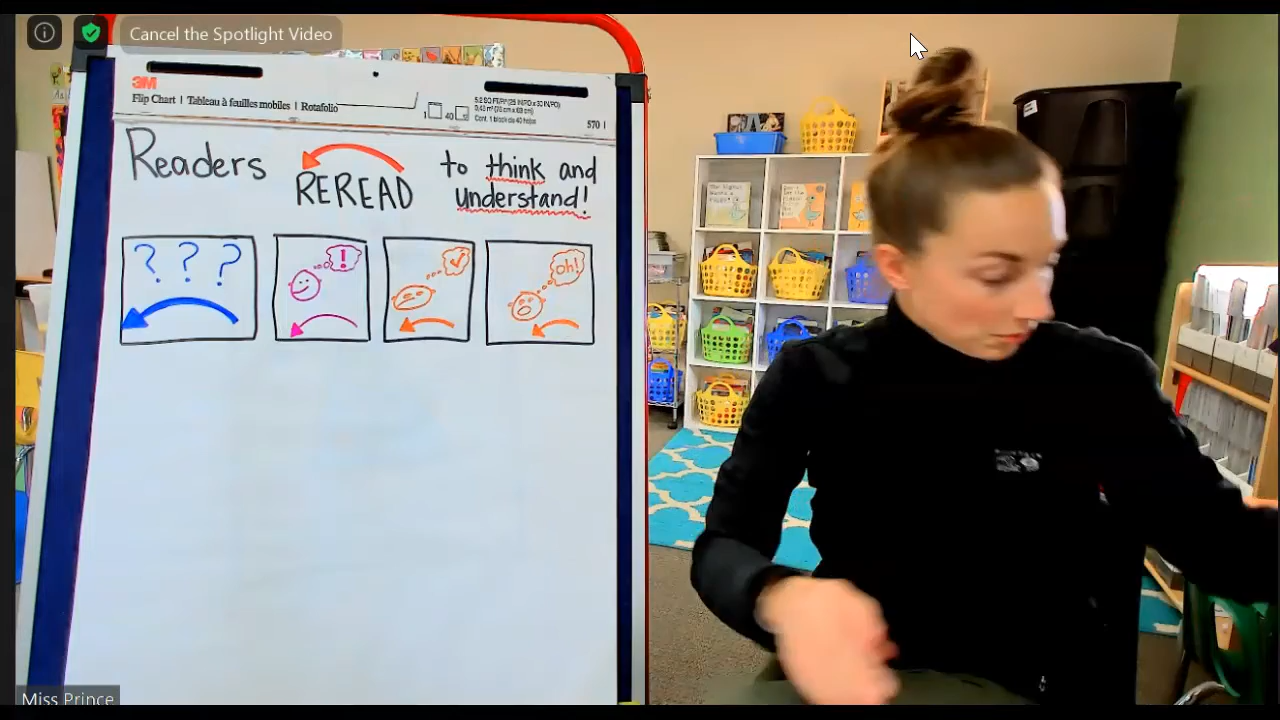 Cancel the Spotlight Video
3M
Flip Chart | Tableau à feuilles mobiles | Rotafolio
570
Readers REREAD to think and
understand!
? ? ?
!
oh!
Miss Prince